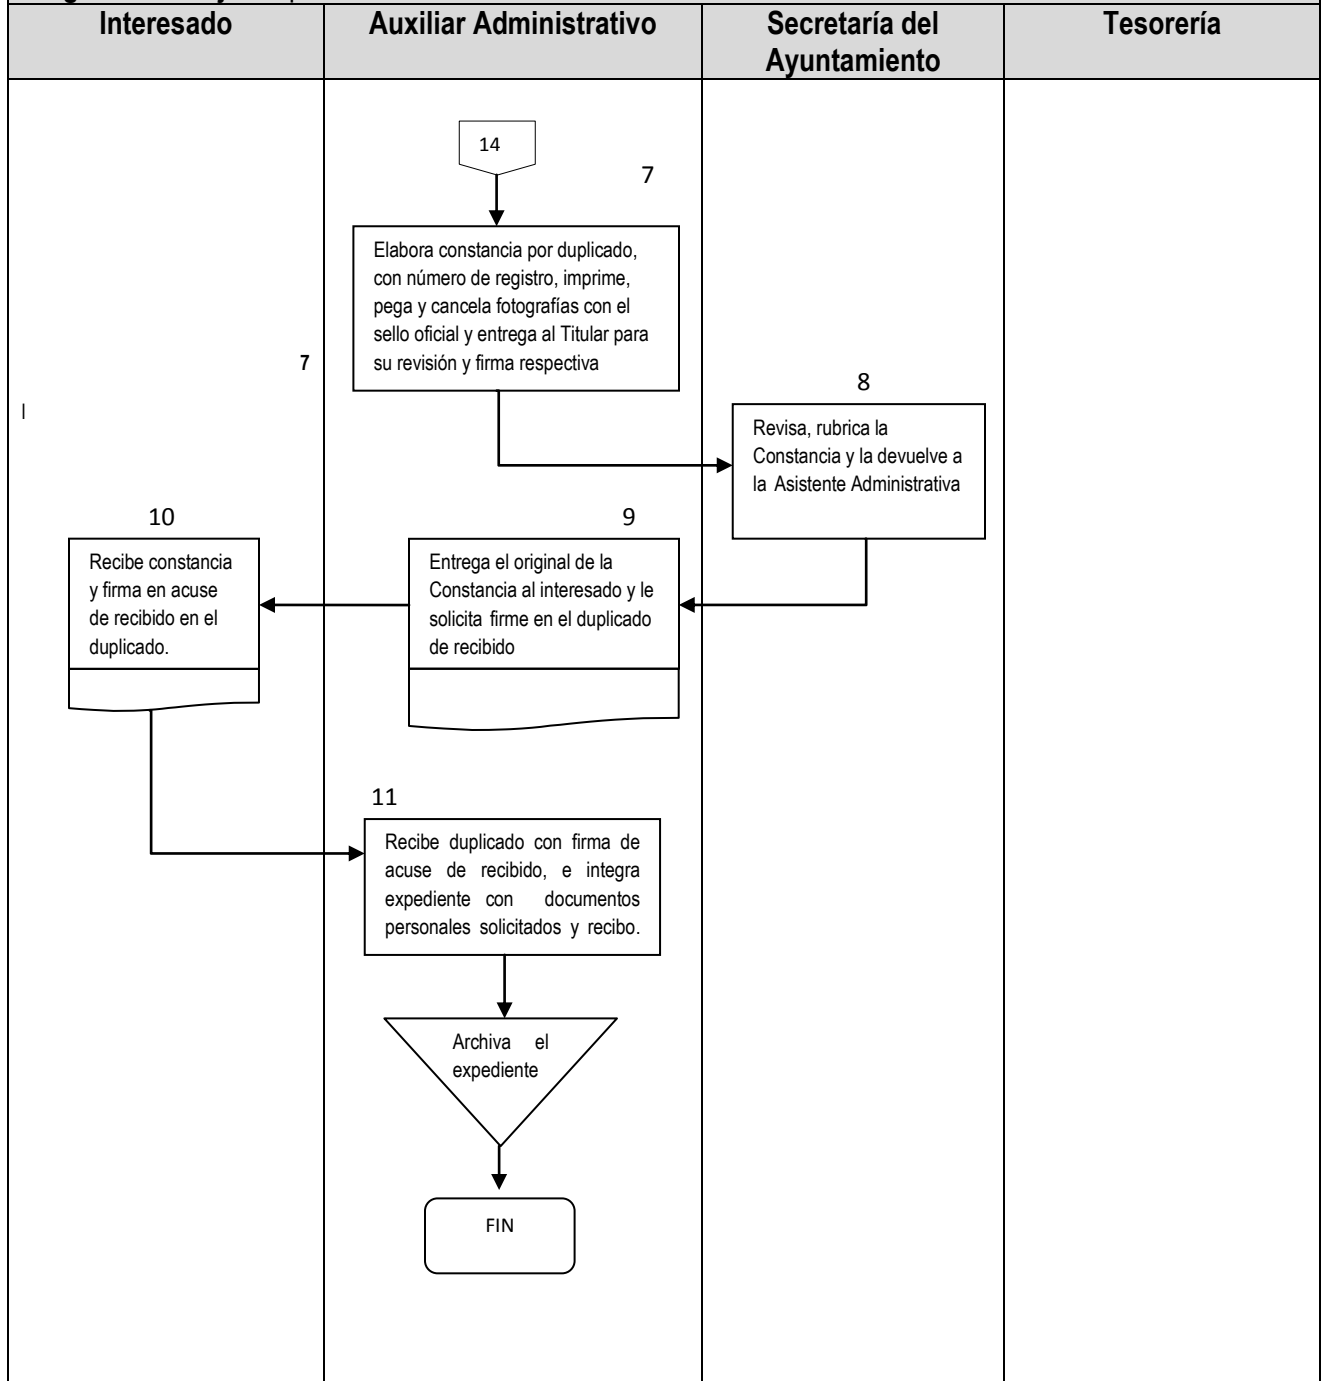 Interesado
Auxiliar Administrativo
Secretaría del
Ayuntamiento
Tesorería
14
7
Elabora constancia por duplicado,
con número de registro, imprime,
pega y cancela fotografías con el
sello oficial y entrega al Titular para
su revisión y firma respectiva
7
8
l
Revisa, rubrica la
Constancia y la devuelve a
la Asistente Administrativa
10
Recibe constancia
y firma en acuse
de recibido en el
duplicado.
9
Entrega el original de la
Constancia al interesado y le
solicita firme en el duplicado
de recibido
11
Recibe duplicado con firma de
acuse de recibido, e integra
expediente con documentos
personales solicitados y recibo.
Archiva el
expediente
FIN